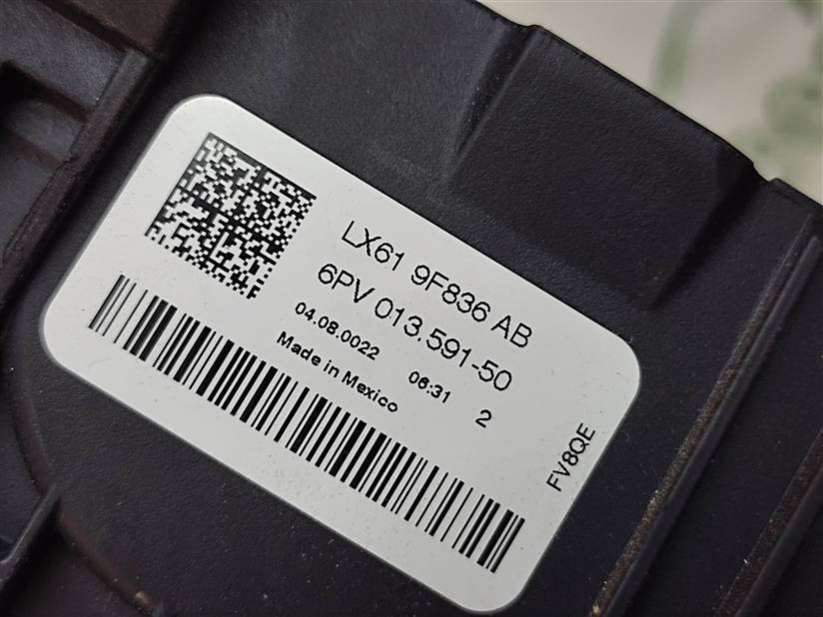 LX61 9F836 AB
6PV 013.591-50
04.08.0022 06:31 2
Made in Mexico
FV8QE